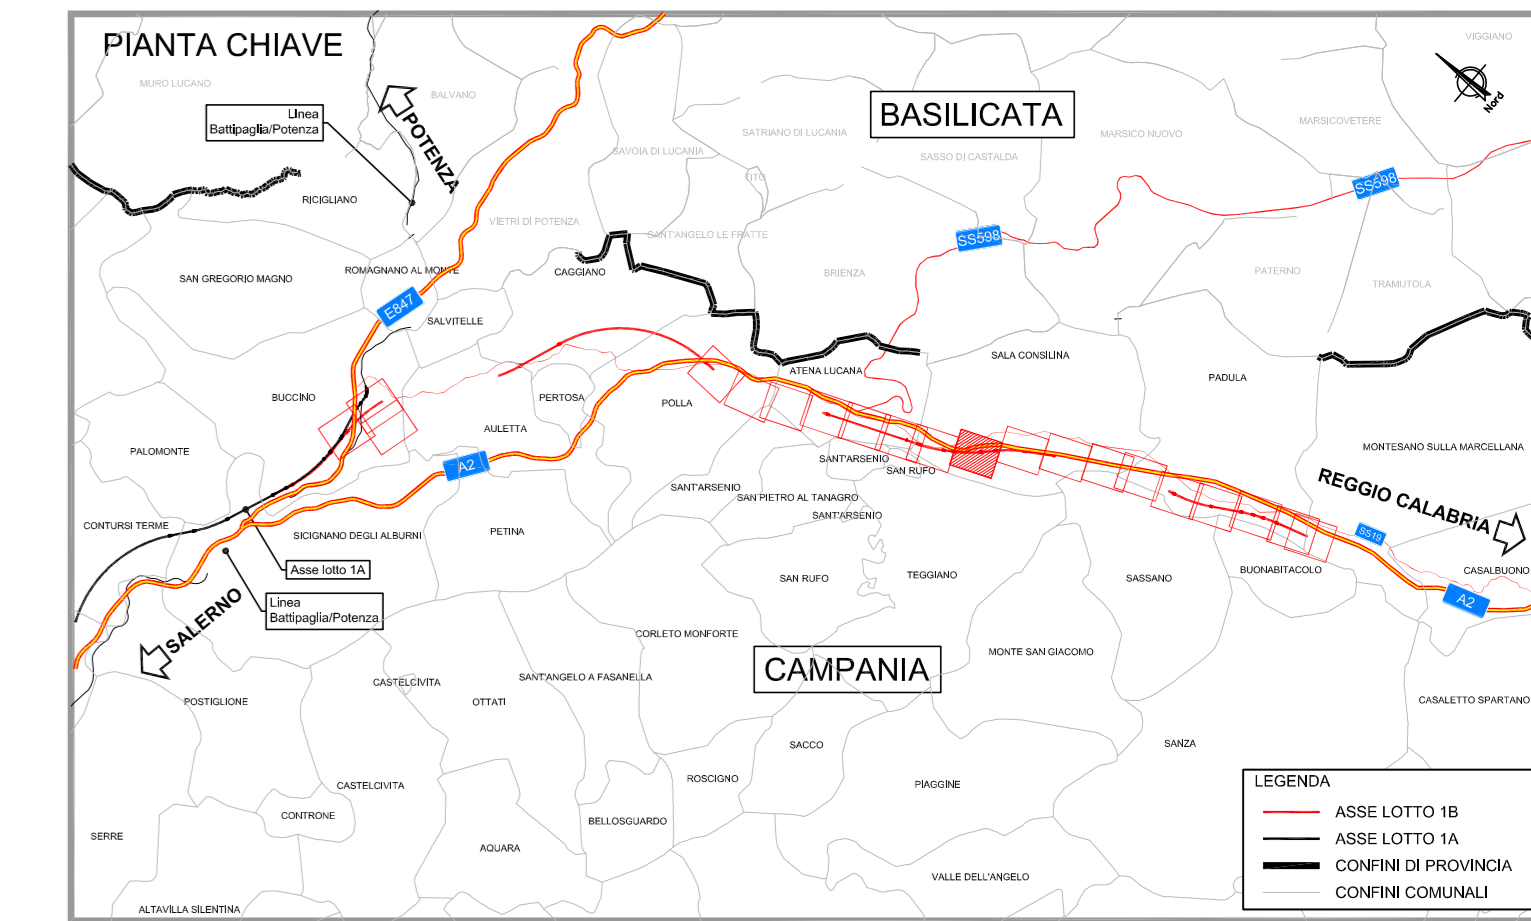 PIANTA CHIAVE
VIGGIANO
MURO LUCANO
BALVANO
Nord
Linea
Battipaglia/Potenza
BASILICATA
POTENZA
SATRIANO DI LUCANIA
MARSICO NUOVO
MARSICOVETERE
SAVOIA DI LUCANIA
SASSO DI CASTALDA
TITO
SS598
RICIGLIANO
VIETRI DI POTENZA
SANT'ANGELO LE FRATTE
SS598
SAN GREGORIO MAGNO
ROMAGNANO AL MONTE
CAGGIANO
BRIENZA
PATERNO
TRAMUTOLA
E847
SALVITELLE
SALA CONSILINA
ATENA LUCANA
PADULA
BUCCINO
PERTOSA
POLLA
AULETTA
PALOMONTE
MONTESANO SULLA MARCELLANA
A2
SANT'ARSENIO
SAN RUFO
SANT'ARSENIO
SAN PIETRO AL TANAGRO
SANT'ARSENIO
REGGIO CALABRIA
CONTURSI TERME
SICIGNANO DEGLI ALBURNI
PETINA
SS19
Asse lotto 1A
SAN RUFO
TEGGIANO
SASSANO
BUONABITACOLO
CASALBUONO
A2
Linea
Battipaglia/Potenza
SALERNO
CORLETO MONFORTE
MONTE SAN GIACOMO
CAMPANIA
CASTELCIVITA
SANT'ANGELO A FASANELLA
POSTIGLIONE
OTTATI
CASALETTO SPARTANO
SACCO
SANZA
ROSCIGNO
PIAGGINE
CASTELCIVITA
CONTRONE
BELLOSGUARDO
SERRE
AQUARA
VALLE DELL'ANGELO
ALTAVILLA SILENTINA
LEGENDA
ASSE LOTTO 1B
ASSE LOTTO 1A
CONFINI DI PROVINCIA
CONFINI COMUNALI